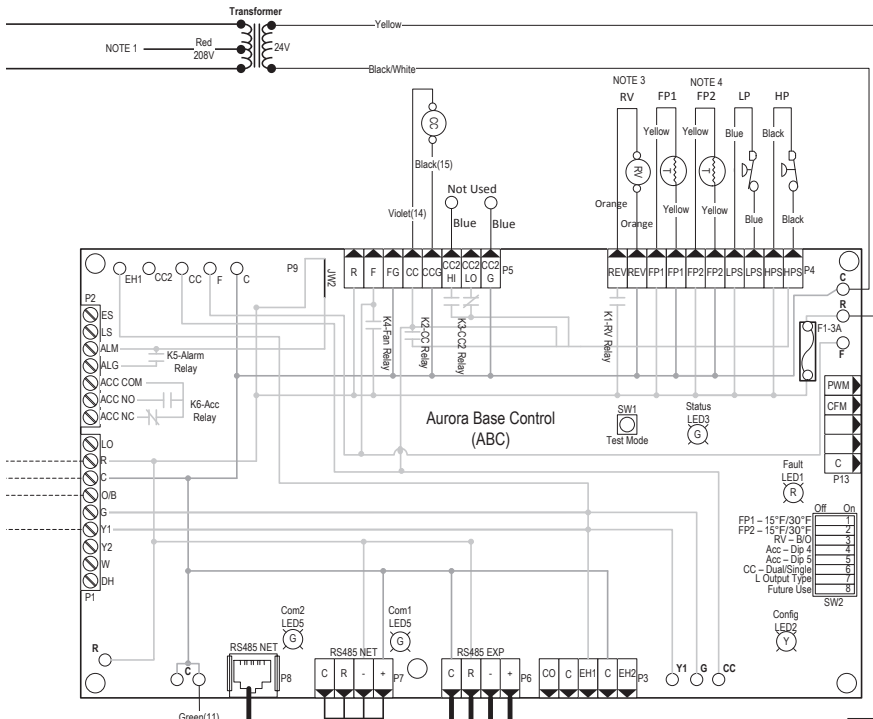 Transformer
Yellow
NOTE 1
Red
208V
24V
Black/White
NOTE 3
NOTE 4
RV
FP1
FP2
LP
HP
Yellow
Yellow
Blue
Black
CC
Black(15)
RV
T
T
Violet(14)
Not Used
Blue
Blue
Orange
Orange
Yellow
Yellow
Blue
Black
EH1
CC2
CC
F
C
P9
JW2
R
F
FG
CC
CCG
CC2 HI
CC2 LO
CC2 G
P5
REV
REV
FP1
FP1
FP2
FP2
LPS
LPS
HPS
HPS
P4
C
R
F1-3A
F
P2
ES
LS
ALM
ALG
ACC COM
ACC NO
ACC NC
K5-Alarm
Relay
K6-Acc
Relay
K4-Fan Relay
K2-CC Relay
K3-CC2 Relay
K1-RV Relay
Aurora Base Control
(ABC)
SW1
Test Mode
Status
LED3
G
PWM
CFM
C
P13
Fault
LED1
R
LO
R
C
O/B
G
Y1
Y2
W
DH
P1
Off On
FP1 – 15°F/30°F 1
FP2 – 15°F/30°F 2
RV – B/O 3
Acc – Dip 4 4
Acc – Dip 5 5
CC – Dual/Single 6
L Output Type 7
Future Use 8
SW2
Config
LED2
Y
Com2
LED5
G
Com1
LED5
G
R
C
RS485 NET
P8
RS485 NET
C
R
-
+
P7
RS485 EXP
C
R
-
+
P6
CO
C
EH1
C
EH2
P3
Y1
G
CC
Green(11)